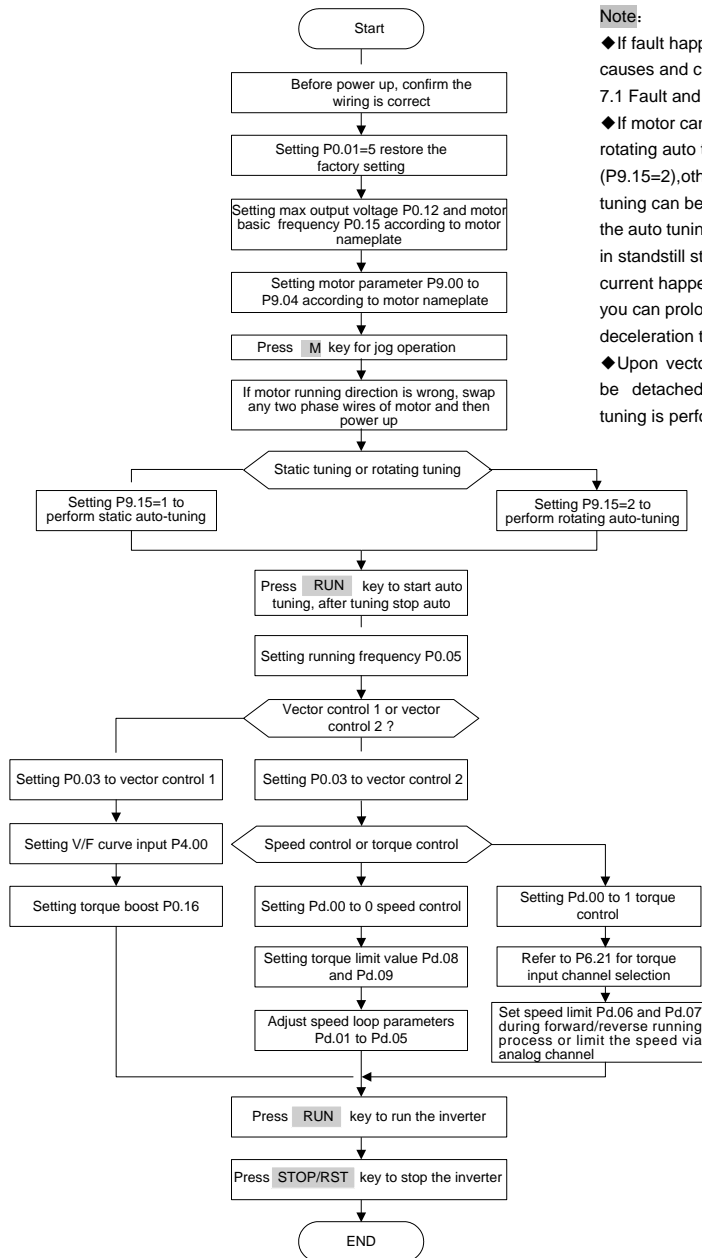 Start
Before power up, confirm the
wiring is correct
Setting P0.01=5 restore the
factory setting
Setting max output voltage P0.12 and motor
basic frequency P0.15 according to motor
nameplate
Setting motor parameter P9.00 to
P9.04 according to motor nameplate
Press M key for jog operation
If motor running direction is wrong, swap
any two phase wires of motor and then
power up
Static tuning or rotating tuning
Setting P9.15=1 to
perform static auto-tuning
Setting P9.15=2 to
perform rotating auto-tuning
Press RUN key to start auto
tuning, after tuning stop auto
Setting running frequency P0.05
Vector control 1 or vector
control 2 ?
Setting P0.03 to vector control 1
Setting P0.03 to vector control 2
Setting V/F curve input P4.00
Speed control or torque control
Setting torque boost P0.16
Setting Pd.00 to 0 speed control
Setting Pd.00 to 1 torque
control
Setting torque limit value Pd.08
and Pd.09
Refer to P6.21 for torque
input channel selection
Adjust speed loop parameters
Pd.01 to Pd.05
Set speed limit Pd.06 and Pd.07
during forward/reverse running
process or limit the speed via
analog channel
Press RUN key to run the inverter
Press STOP/RST key to stop the inverter
END
Note:
◆If fault happ
causes and c
7.1 Fault and
◆If motor can
rotating auto t
(P9.15=2),oth
tuning can be
the auto tunin
in standstill st
current happe
you can prolo
deceleration t
◆Upon vecto
be detached
tuning is perfo